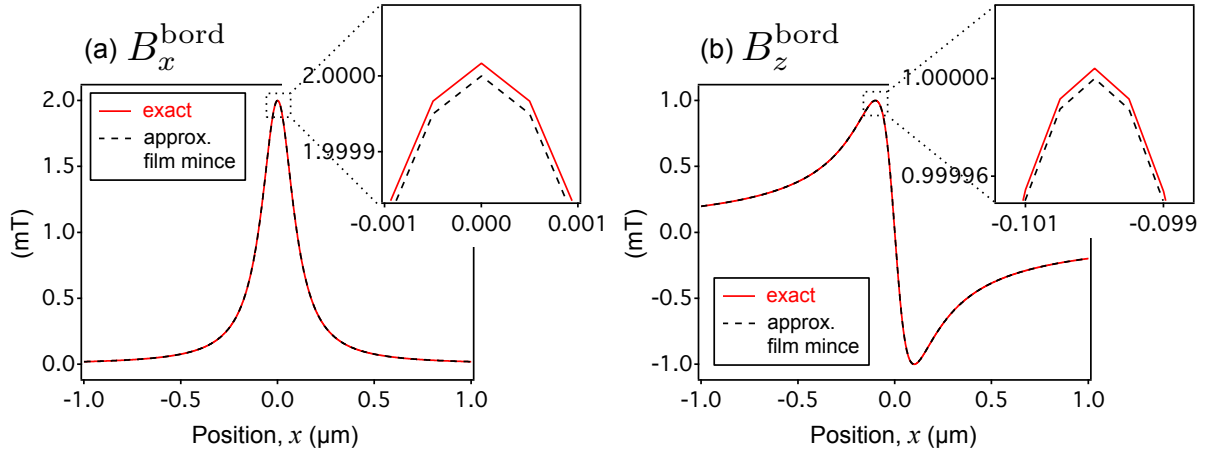 (a) B_x^bord
exact
approx.
film mince
2.0
1.5
1.0
0.5
0.0
(mT)
-1.0
-0.5
0.0
0.5
1.0
Position, x (μm)
2.0000
1.9999
-0.001
0.000
0.001
(b) B_z^bord
1.0
0.5
0.0
-0.5
-1.0
(mT)
exact
approx.
film mince
-1.0
-0.5
0.0
0.5
1.0
Position, x (μm)
1.00000
0.99996
-0.101
-0.099